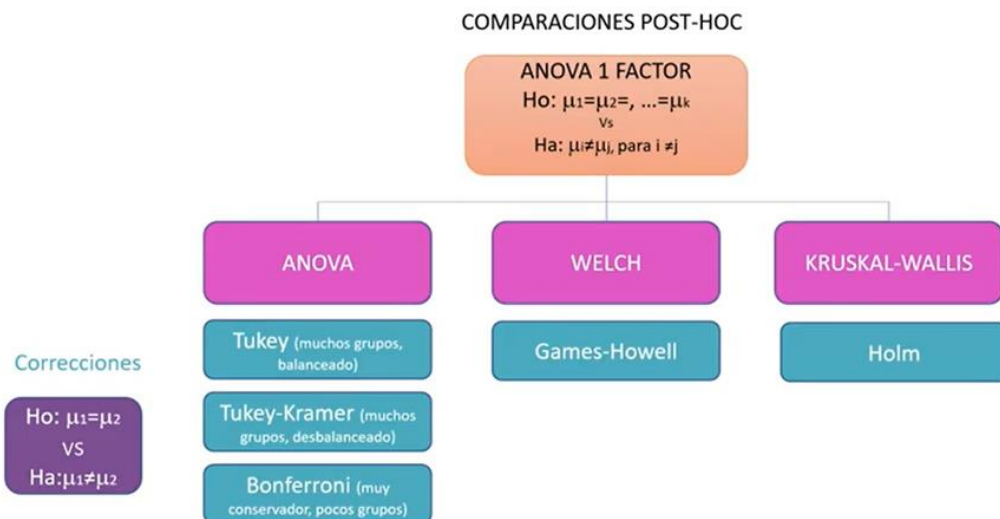 COMPARACIONES POST-HOC
ANOVA 1 FACTOR
Ho: μ1=μ2=, ...=μk
Vs
Ha: μi≠μj, para i ≠j
ANOVA
WELCH
KRUSKAL-WALLIS
Tukey (muchos grupos,
balanceado)
Games-Howell
Holm
Correcciones
Tukey-Kramer (muchos
grupos, desbalanceado)
Ho: μ1=μ2
VS
Ha:μ1≠μ2
Bonferroni (muy
conservador, pocos grupos)